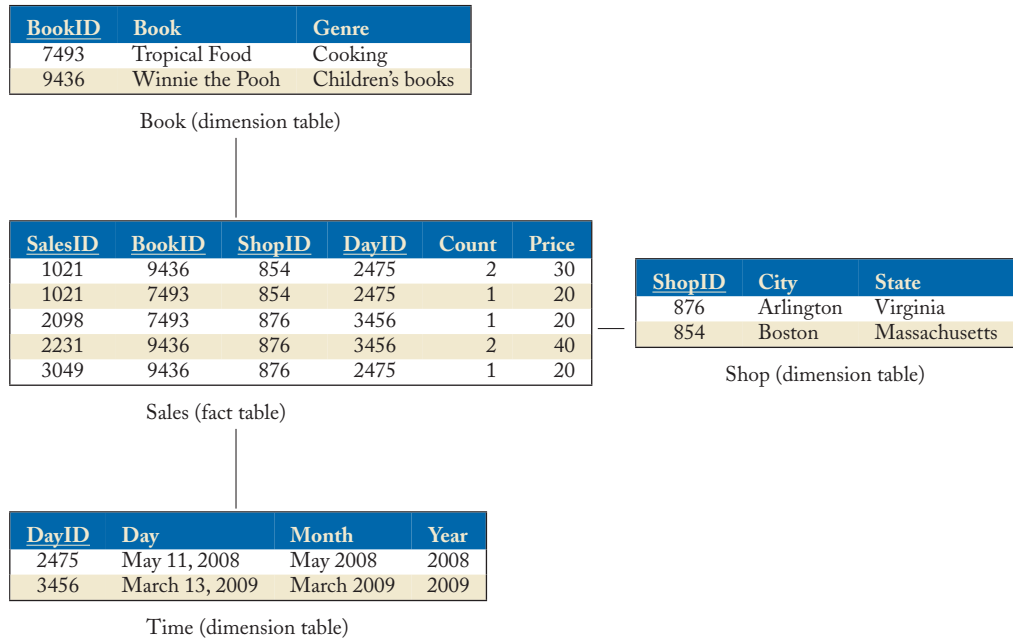 BookID Book Genre
7493 Tropical Food Cooking
9436 Winnie the Pooh Children's books
Book (dimension table)
SalesID BookID ShopID DayID Count Price
1021 9436 854 2475 2 30
1021 7493 854 2475 1 20
2098 7493 876 3456 1 20
2231 9436 876 3456 2 40
3049 9436 876 2475 1 20
Sales (fact table)
ShopID City State
876 Arlington Virginia
854 Boston Massachusetts
Shop (dimension table)
DayID Day Month Year
2475 May 11, 2008 May 2008 2008
3456 March 13, 2009 March 2009 2009
Time (dimension table)